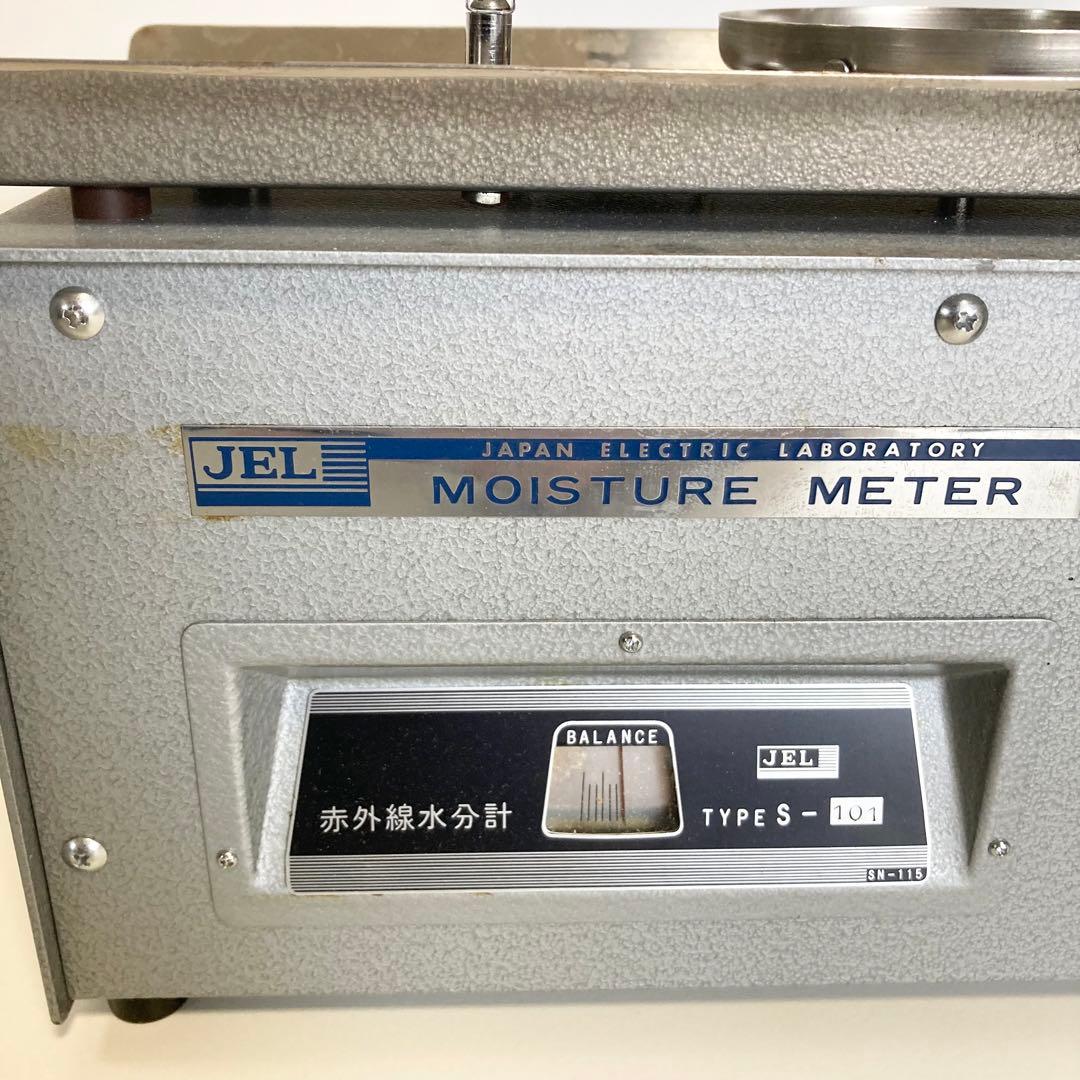 JEL
JAPAN ELECTRIC LABORATORY
MOISTURE METER
BALANCE
JEL
赤外線水分計
TYPE S-101
SN-115